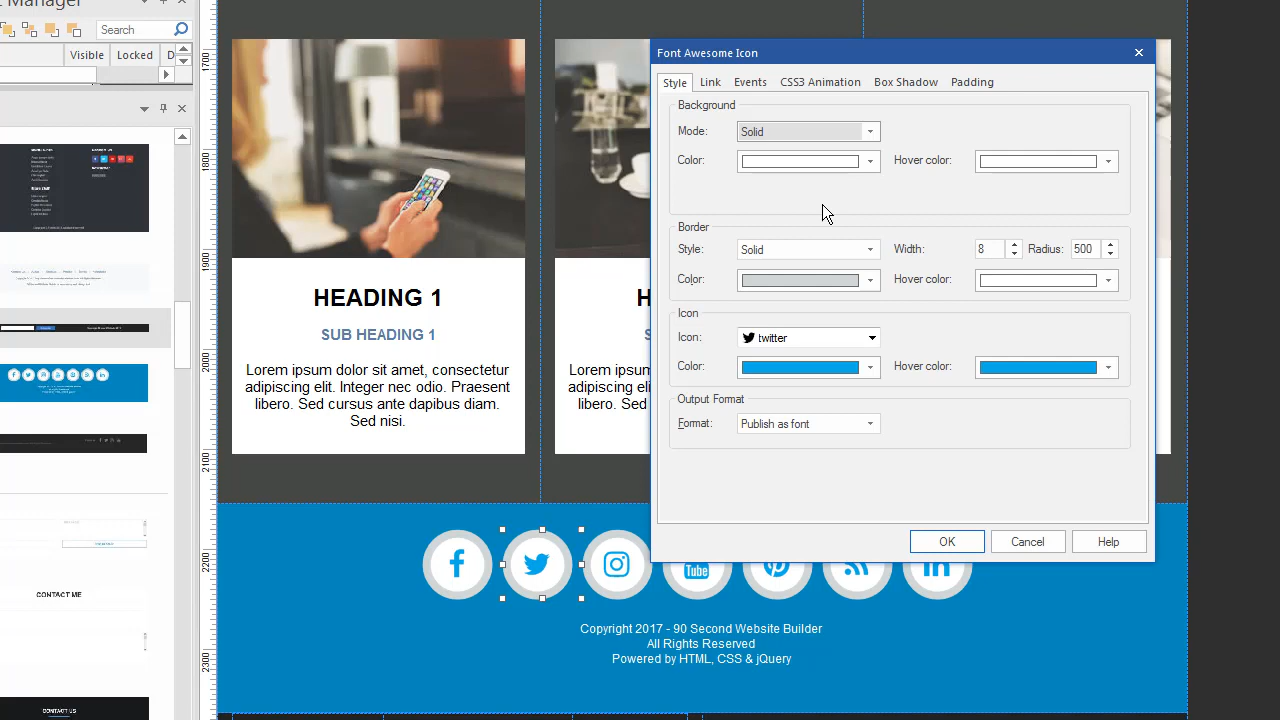 Manager
Search
Visible
Locked
D
1700
1800
1900
2000
2100
2200
2300
CONTACT ME
CONTACT US
HEADING 1
SUB HEADING 1
Lorem ipsum dolor sit amet, consectetur
adipiscing elit. Integer nec odio. Praesent
libero. Sed cursus ante dapibus diam.
Sed nisi.
H
S
Lorem ipsu
adipiscing elit
libero. Sed
Font Awesome Icon
Style
Link
Events
CSS3 Animation
Box Shadow
Padding
Background
Mode:
Solid
Color:
Hover color:
Border
Style:
Solid
Width:
8
Radius:
500
Color:
Hover color:
Icon
Icon:
twitter
Color:
Hover color:
Output Format
Format:
Publish as font
OK
Cancel
Help
Tube
Copyright 2017 - 90 Second Website Builder
All Rights Reserved
Powered by HTML, CSS & jQuery